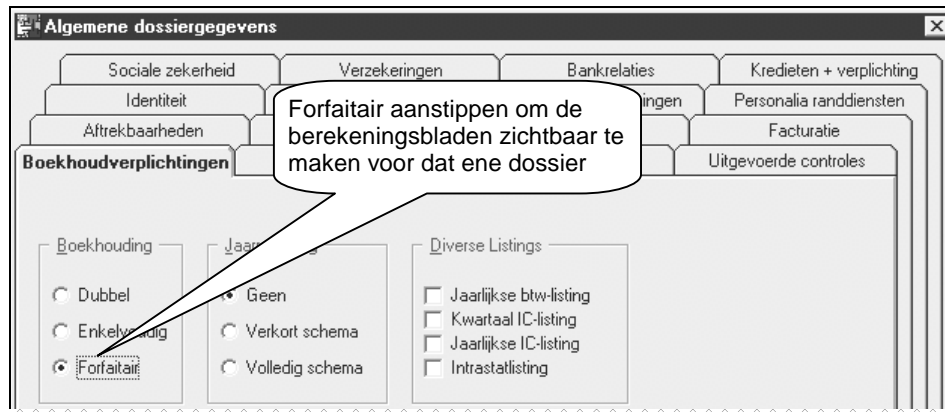 Algemene dossiergegevens
Sociale zekerheid Verzekeringen Bankrelaties Kredieten + verplichting
Identiteit ingen Personalia randdiensten
Aftrekbaarheden Facturatie
Boekhoudverplichtingen Uitgevoerde controles
Forfaitair aanstippen om de
berekeningsbladen zichtbaar te
maken voor dat ene dossier
Boekhouding Jaar g Diverse Listings
Dubbel Geen Jaarlijkse btw-listing
Enkelvoudig Verkort schema Kwartaal IC-listing
Forfaitair Volledig schema Jaarlijkse IC-listing
Intrastatlisting